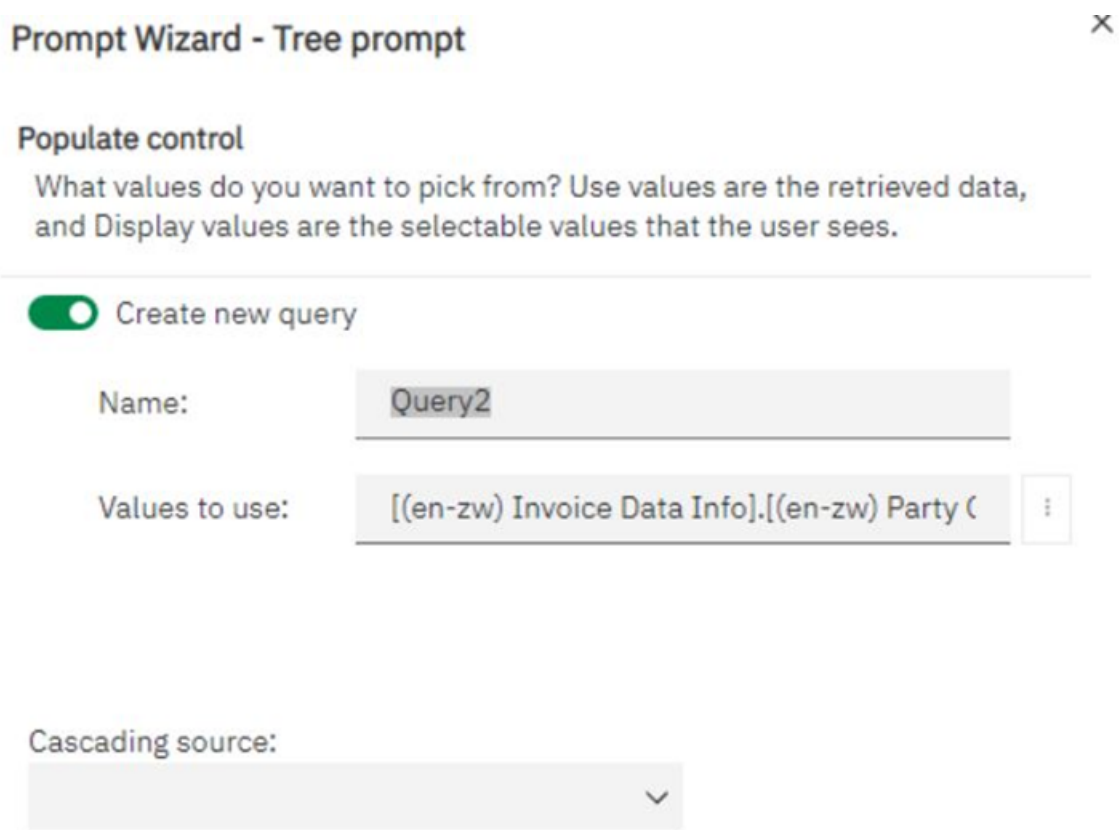 Prompt Wizard - Tree prompt
Populate control
What values do you want to pick from? Use values are the retrieved data,
and Display values are the selectable values that the user sees.
Create new query
Name:
Query2
Values to use:
[(en-zw) Invoice Data Info].[(en-zw) Party (
Cascading source: